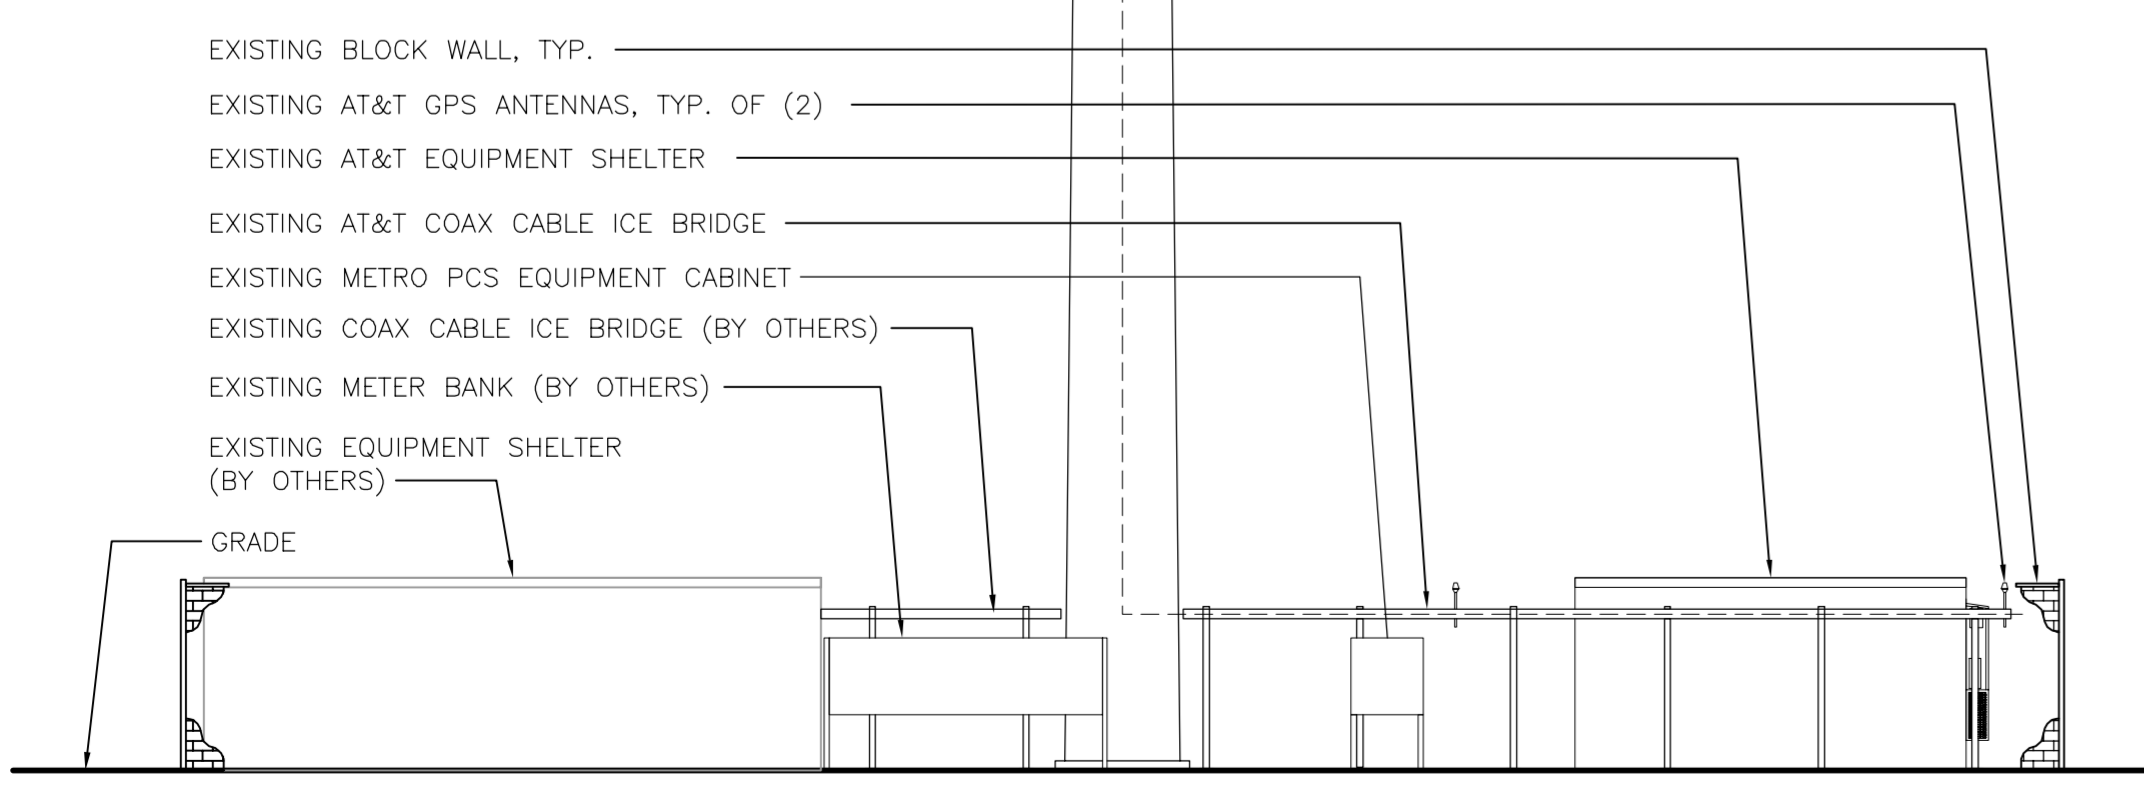 EXISTING BLOCK WALL, TYP.
EXISTING AT&T GPS ANTENNAS, TYP. OF (2)
EXISTING AT&T EQUIPMENT SHELTER
EXISTING AT&T COAX CABLE ICE BRIDGE
EXISTING METRO PCS EQUIPMENT CABINET
EXISTING COAX CABLE ICE BRIDGE (BY OTHERS)
EXISTING METER BANK (BY OTHERS)
EXISTING EQUIPMENT SHELTER
(BY OTHERS)
GRADE